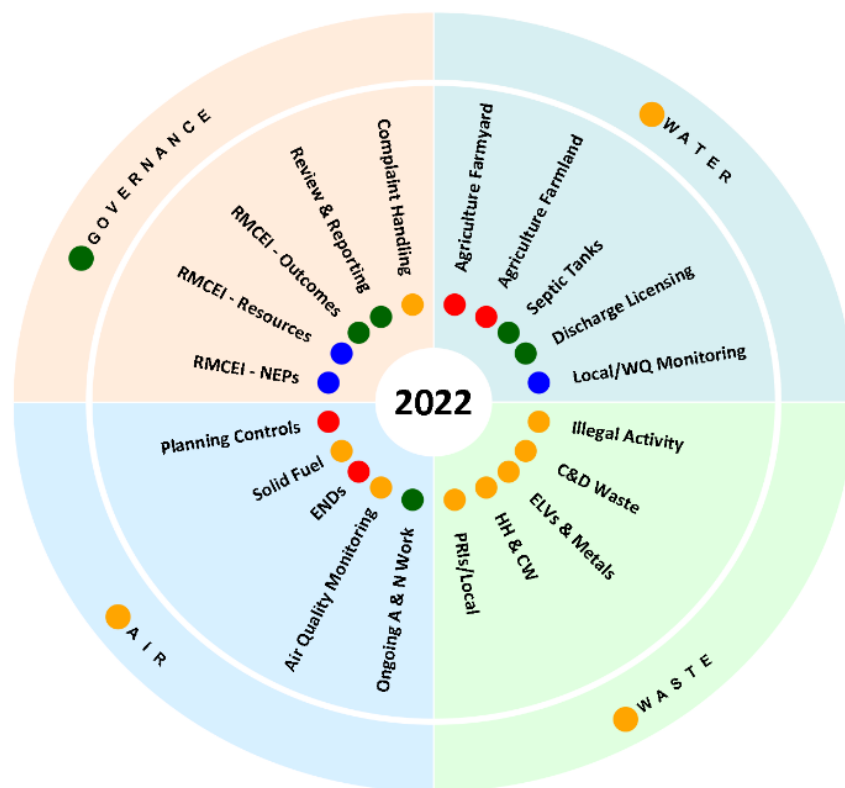 GOVERNANCE
Complaint Handling
Review & Reporting
RMCEI - Outcomes
RMCEI - Resources
RMCEI - NEPs
WATER
Agriculture Farmyard
Agriculture Farmland
Septic Tanks
Discharge Licensing
Local/WQ Monitoring
2022
Planning Controls
Solid Fuel
ENDs
Air Quality Monitoring
Ongoing A & N Work
AIR
Illegal Activity
C&D Waste
ELVs & Metals
HH & CW
PRIs/Local
WASTE